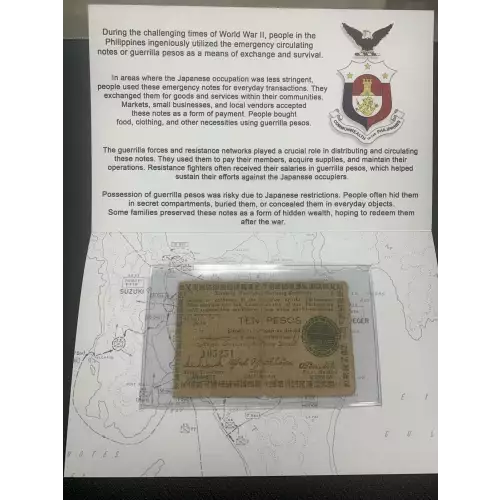 During the challenging times of World War II, people in the
Philippines ingeniously utilized the emergency circulating
notes or guerrilla pesos as a means of exchange and survival.
In areas where the Japanese occupation was less stringent,
people used these emergency notes for everyday transactions. They
exchanged them for goods and services within their communities.
Markets, small businesses, and local vendors accepted
these notes as a form of payment. People bought
food, clothing, and other necessities using guerrilla pesos.
COMMONWEALTH OF THE PHILIPPINES
The guerrilla forces and resistance networks played a crucial role in distributing and circulating
these notes. They used them to pay their members, acquire supplies, and maintain their
operations. Resistance fighters often received their salaries in guerrilla pesos, which helped
sustain their efforts against the Japanese occupiers.
Possession of guerrilla pesos was risky due to Japanese restrictions. People often hid them
in secret compartments, buried them, or concealed them in everyday objects.
Some families preserved these notes as a form of hidden wealth, hoping to redeem them
after the war.
SUZUKI
TEN PESOS